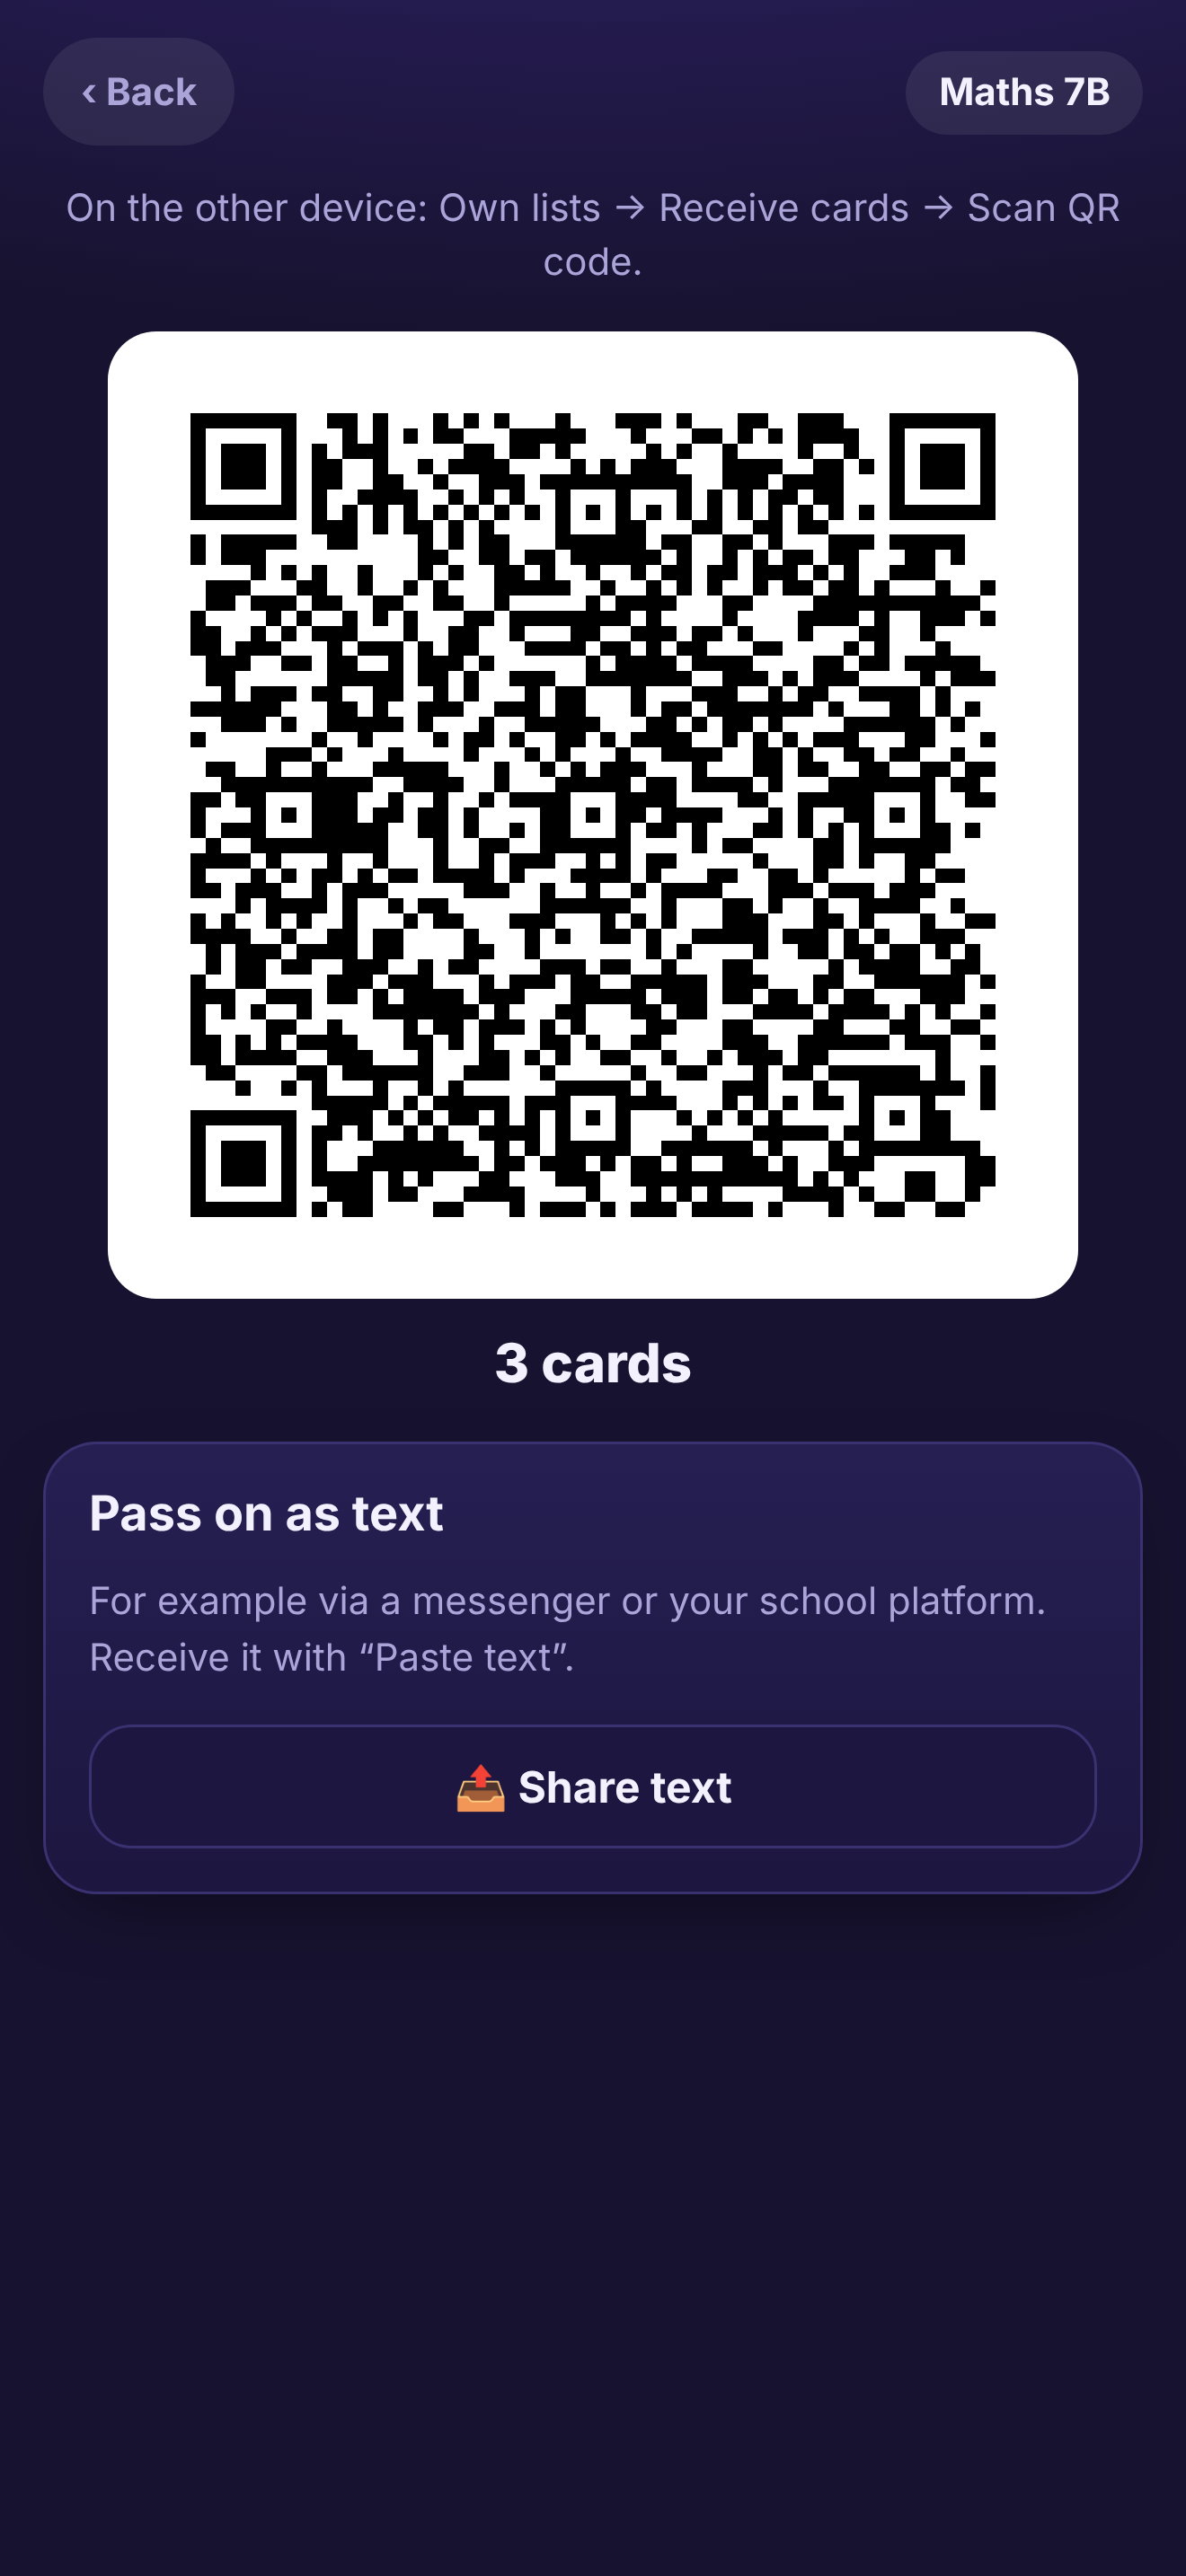 ‹ Back
Maths 7B
On the other device: Own lists → Receive cards → Scan QR
code.
3 cards
Pass on as text
For example via a messenger or your school platform.
Receive it with “Paste text”.
Share text